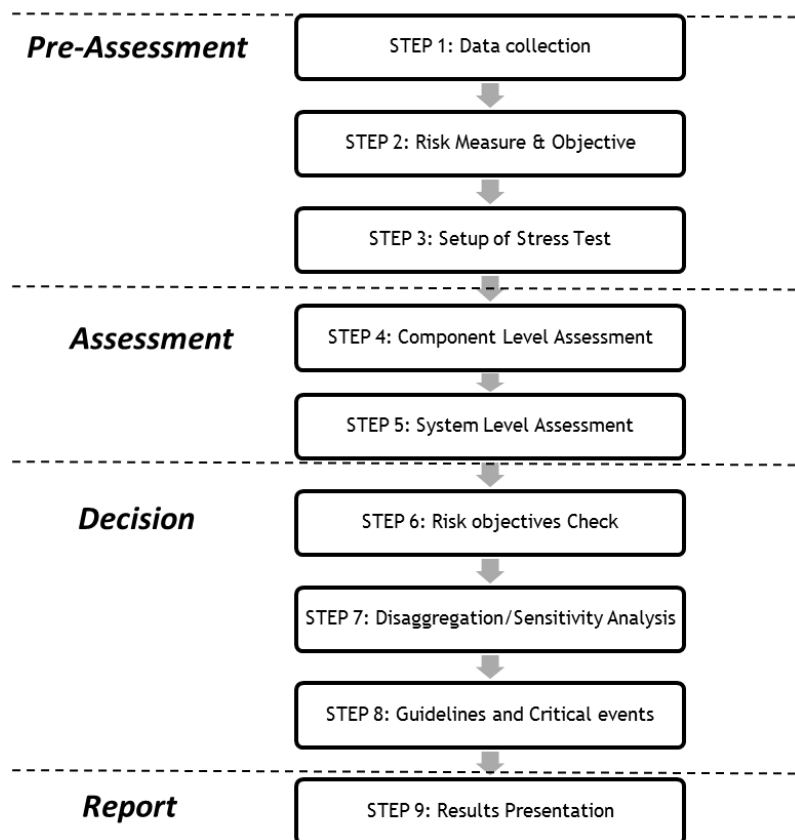 Pre-Assessment
STEP 1: Data collection
STEP 2: Risk Measure & Objective
STEP 3: Setup of Stress Test
Assessment
STEP 4: Component Level Assessment
STEP 5: System Level Assessment
Decision
STEP 6: Risk objectives Check
STEP 7: Disaggregation/Sensitivity Analysis
STEP 8: Guidelines and Critical events
Report
STEP 9: Results Presentation